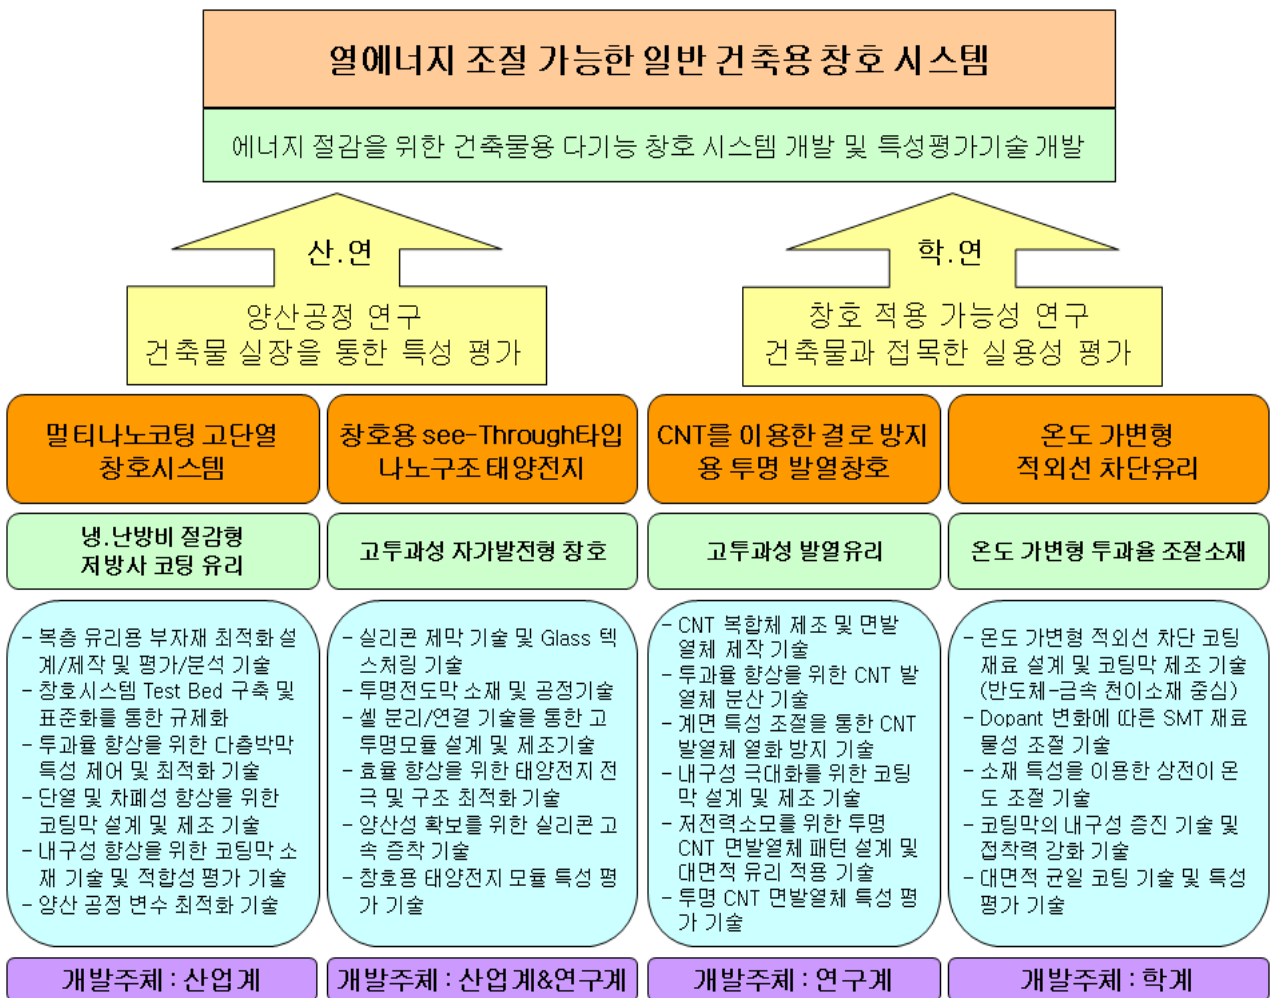 열에너지 조절 가능한 일반 건축용 창호 시스템
에너지 절감을 위한 건축물용 다기능 창호 시스템 개발 및 특성평가기술 개발
산.연
양산공정 연구
건축물 실장을 통한 특성 평가
학.연
창호 적용 가능성 연구
건축물과 접목한 실용성 평가
멀티나노코팅 고단열
창호시스템
냉.난방비 절감형
저방사 코팅 유리
- 복층 유리용 부자재 최적화 설
계/제작 및 평가/분석 기술
- 창호시스템 Test Bed 구축 및
표준화를 통한 규제화
- 투과율 향상을 위한 다층박막
특성 제어 및 최적화 기술
- 단열 및 차폐성 향상을 위한
코팅막 설계 및 제조 기술
- 내구성 향상을 위한 코팅막 소
재 기술 및 적합성 평가 기술
- 양산 공정 변수 최적화 기술
개발주체 : 산업계
창호용 see-Through타입
나노구조 태양전지
고투과성 자가발전형 창호
- 실리콘 제막 기술 및 Glass 텍
스처링 기술
- 투명전도막 소재 및 공정기술
- 셀 분리/연결 기술을 통한 고
투명모듈 설계 및 제조기술
- 효율 향상을 위한 태양전지 전
극 및 구조 최적화 기술
- 양산성 확보를 위한 실리콘 고
속 증착 기술
- 창호용 태양전지 모듈 특성 평
가 기술
개발주체 : 산업계&연구계
CNT를 이용한 결로 방지
용 투명 발열창호
고투과성 발열유리
- CNT 복합체 제조 및 면발
열체 제작 기술
- 투과율 향상을 위한 CNT 발
열체 분산 기술
- 계면 특성 조절을 통한 CNT
발열체 열화 방지 기술
- 내구성 극대화를 위한 코팅
막 설계 및 제조 기술
- 저전력소모를 위한 투명
CNT 면발열체 패턴 설계 및
대면적 유리 적용 기술
- 투명 CNT 면발열체 특성 평
가 기술
개발주체 : 연구계
온도 가변형
적외선 차단유리
온도 가변형 투과율 조절소재
- 온도 가변형 적외선 차단 코팅
재료 설계 및 코팅막 제조 기술
(반도체-금속 천이소재 중심)
- Dopant 변화에 따른 SMT 재료
물성 조절 기술
- 소재 특성을 이용한 상전이 온
도 조절 기술
- 코팅막의 내구성 증진 기술 및
접착력 강화 기술
- 대면적 균일 코팅 기술 및 특성
평가 기술
개발주체 : 학계